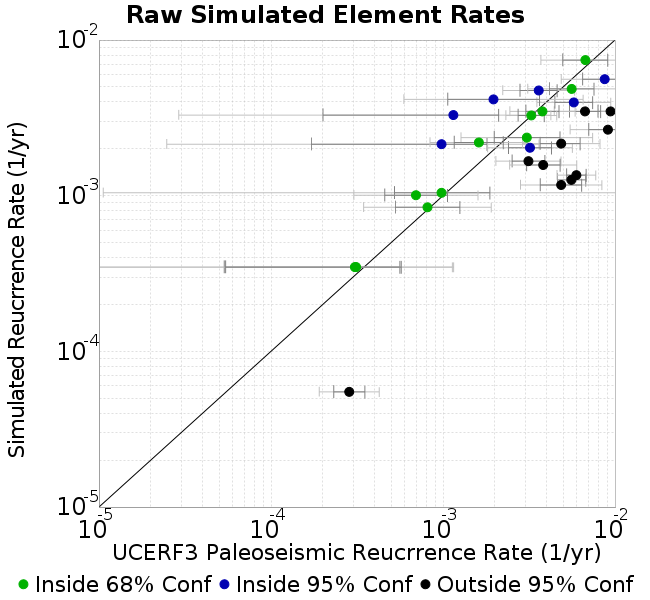 Raw Simulated Element Rates
Simulated Reucrrence Rate (1/yr)
10-2
10-3
10-4
10-5
10-5 10-4 10-3 10-2
UCERF3 Paleoseismic Reucrrence Rate (1/yr)
Inside 68% Conf Inside 95% Conf Outside 95% Conf